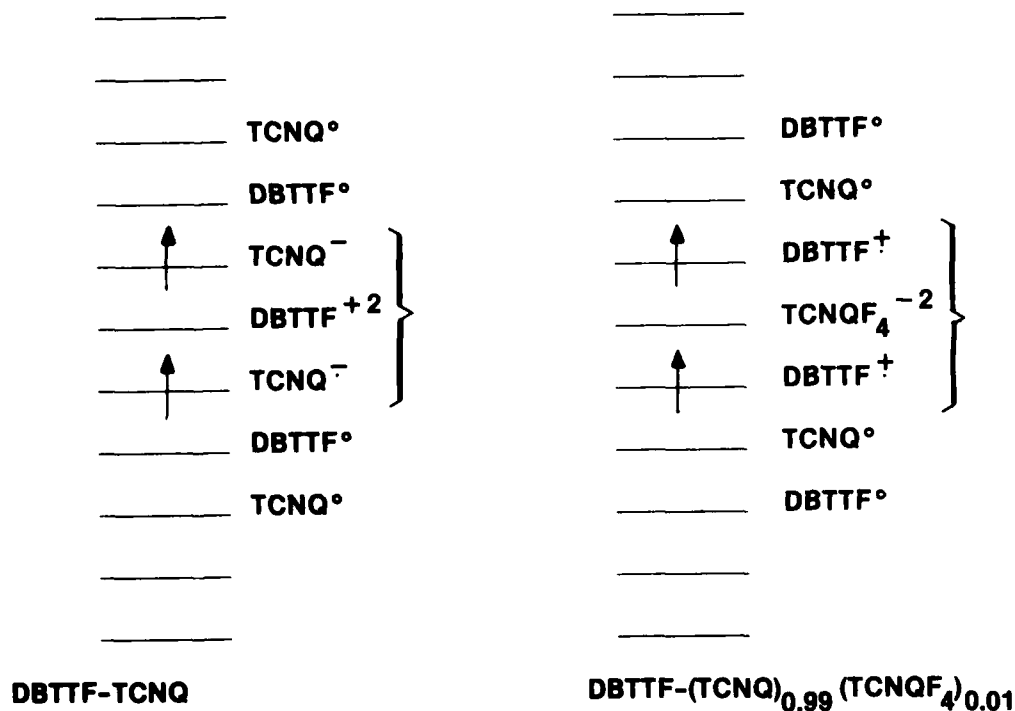 TCNQ°
DBTTF°
TCNQ⁻
DBTTF⁺²
TCNQ⁻·
DBTTF°
TCNQ°
DBTTF-TCNQ
DBTTF°
TCNQ°
DBTTF⁺·
TCNQF₄⁻²
DBTTF⁺·
TCNQ°
DBTTF°
DBTTF-(TCNQ)₀.₉₉ (TCNQF₄)₀.₀₁